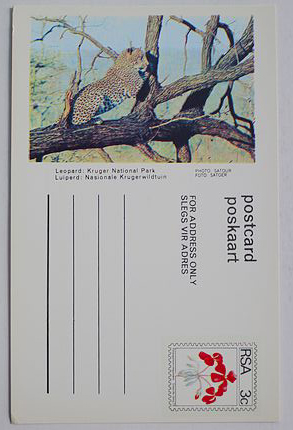 Leopard: Kruger National Park
Luiperd: Nasionale Krugerwildtuin
PHOTO SATOUR
FOTO SATOER
postcard
poskaart
FOR ADDRESS ONLY
SLEGS VIR ADRES
RSA 3c